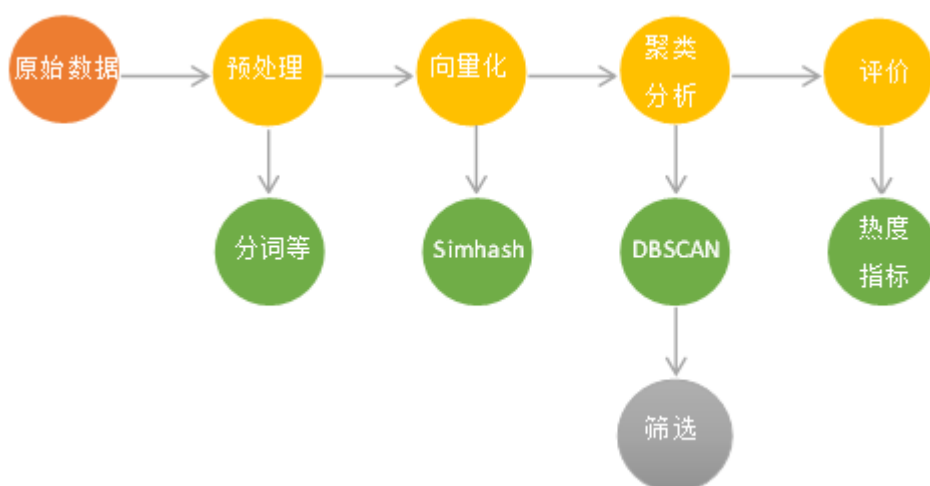 原始数据
预处理
向量化
聚类
分析
评价
分词等
Simhash
DBSCAN
热度
指标
筛选